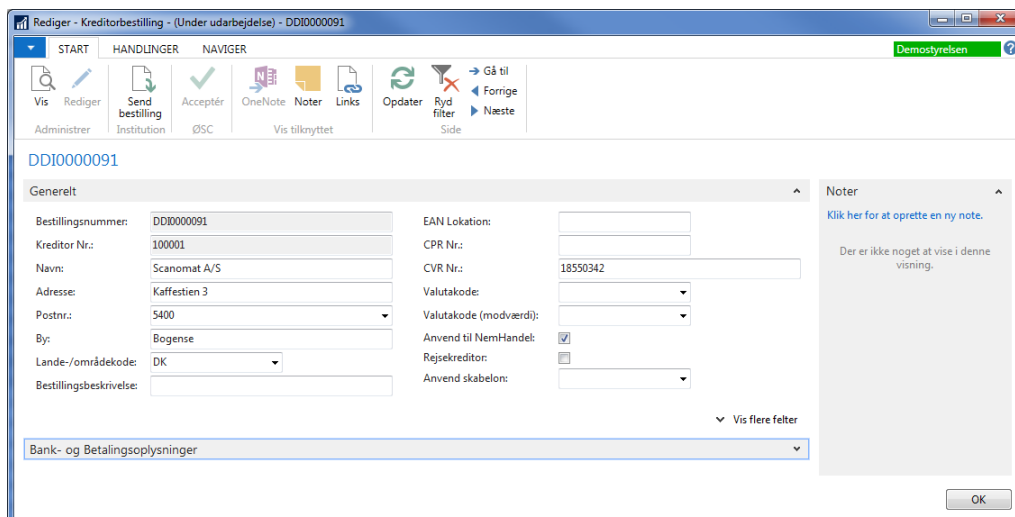 Rediger - Kreditorbestilling - (Under udarbejdelse) - DDI0000091
START HANDLINGER NAVIGER
Demostyrelsen
Vis Rediger Send bestilling Acceptér OneNote Noter Links Opdater Ryd filter
Gå til
Forrige
Næste
Administrer Institution ØSC Vis tilknyttet Side
DDI0000091
Generelt
Bestillingsnummer: DDI0000091
Kreditor Nr.: 100001
Navn: Scanomat A/S
Adresse: Kaffestien 3
Postnr.: 5400
By: Bogense
Lande-/områdekode: DK
Bestillingsbeskrivelse:
EAN Lokation:
CPR Nr.:
CVR Nr.: 18550342
Valutakode:
Valutakode (modværdi):
Anvend til NemHandel:
Rejsekreditor:
Anvend skabelon:
Vis flere felter
Bank- og Betalingsoplysninger
Noter
Klik her for at oprette en ny note.
Der er ikke noget at vise i denne
visning.
OK